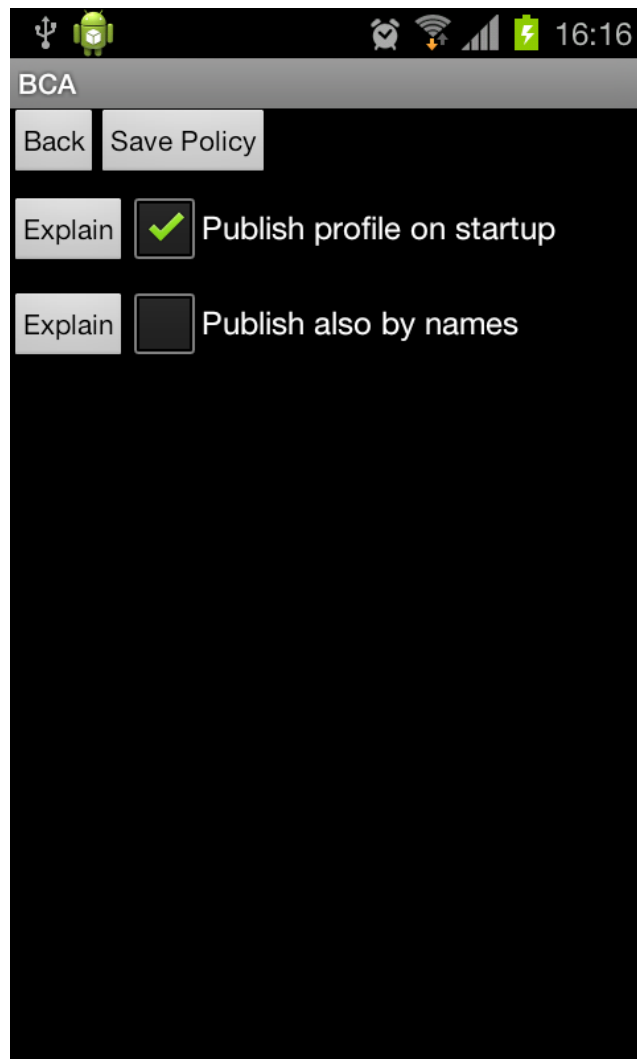 16:16
BCA
Back Save Policy
Explain Publish profile on startup
Explain Publish also by names